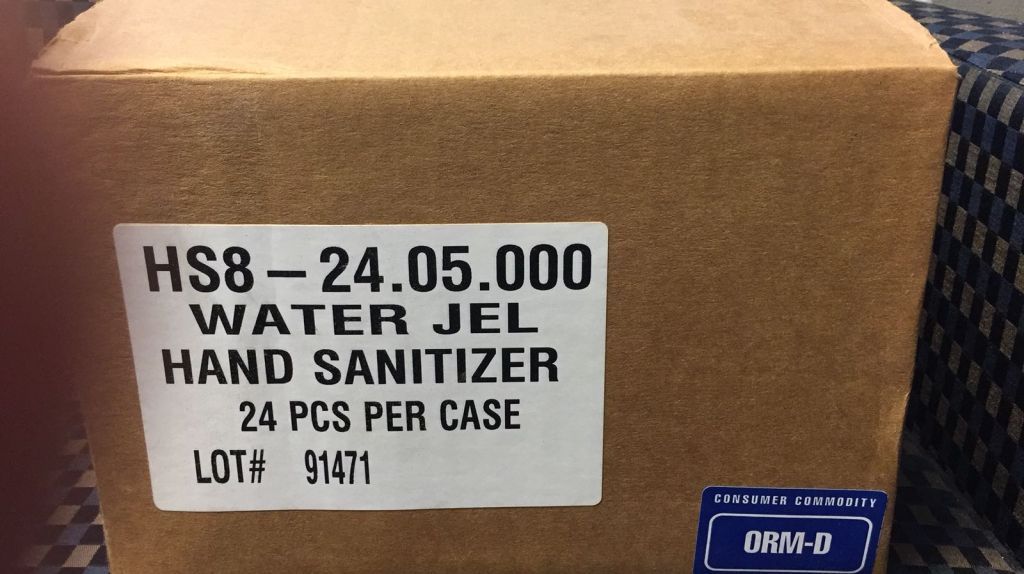 HS8 – 24.05.000
WATER JEL
HAND SANITIZER
24 PCS PER CASE
LOT# 91471
CONSUMER COMMODITY
ORM-D